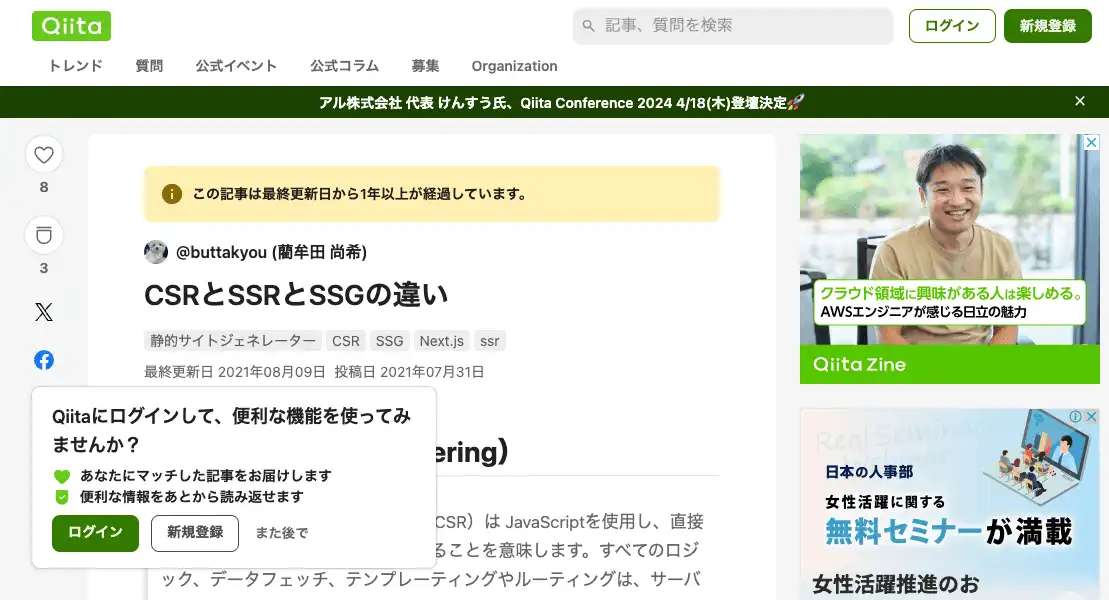 Qiita
記事、質問を検索
ログイン
新規登録
トレンド
質問
公式イベント
公式コラム
募集
Organization
アル株式会社 代表 けんすう氏、Qiita Conference 2024 4/18(木)登壇決定🚀
この記事は最終更新日から1年以上が経過しています。
8
3
@buttakyou (藺牟田 尚希)
CSRとSSRとSSGの違い
静的サイトジェネレーター
CSR
SSG
Next.js
ssr
最終更新日 2021年08月09日 投稿日 2021年07月31日
Qiitaにログインして、便利な機能を使ってみ
ませんか？
あなたにマッチした記事をお届けします
便利な情報をあとから読み返せます
ログイン
新規登録
また後で
ering)
CSR）は JavaScriptを使用し、直接
ることを意味します。すべてのロジ
ック、データフェッチ、テンプレーティングやルーティングは、サーバ
クラウド領域に興味がある人は楽しめる。
AWSエンジニアが感じる日立の魅力
Qiita Zine
Real Seminar
日本の人事部
女性活躍に関する
無料セミナーが満載
女性活躍推進のお